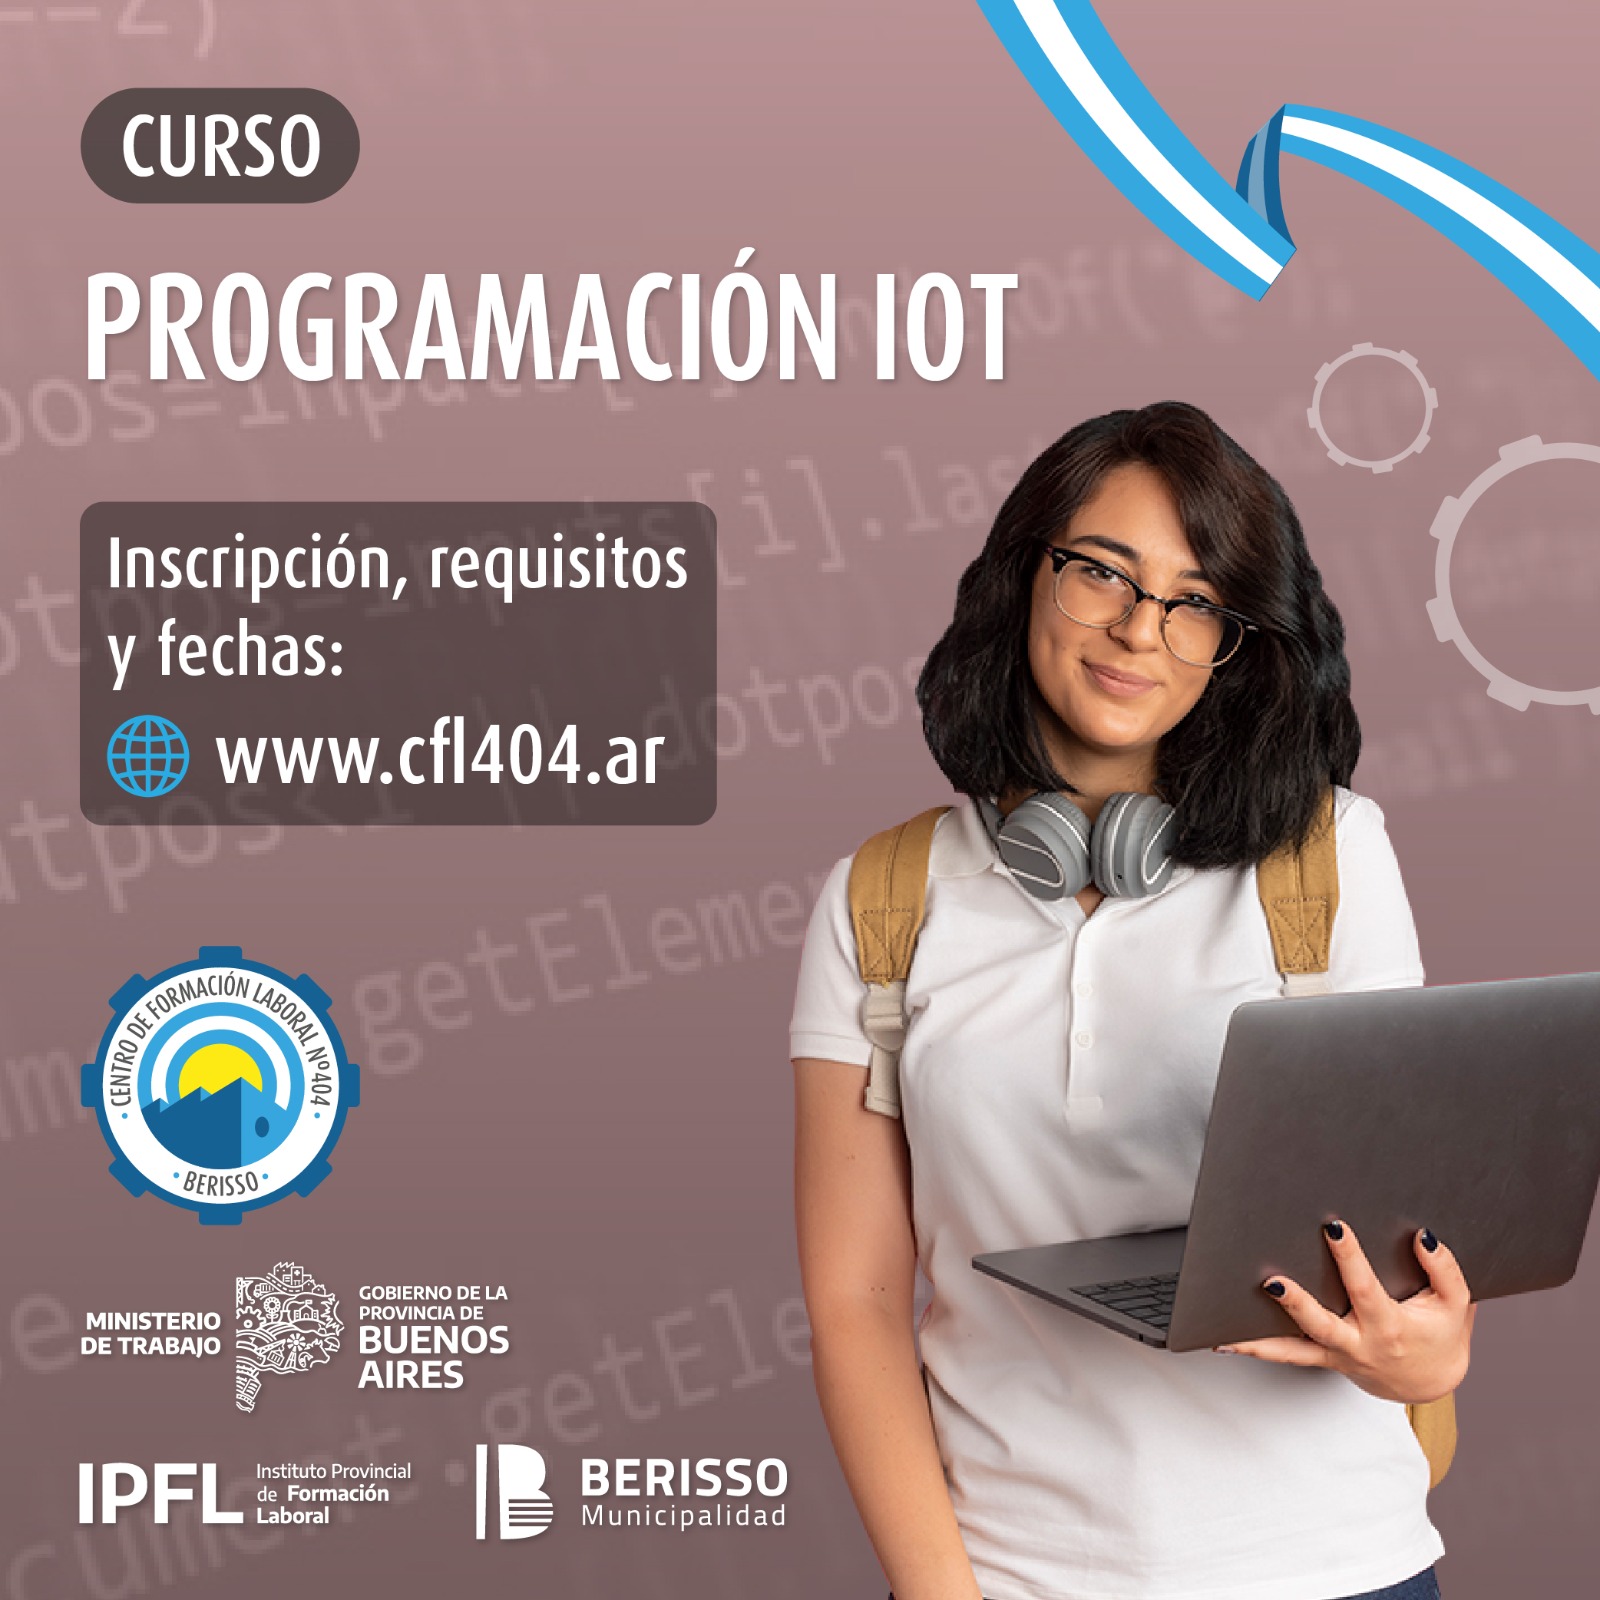 CURSO
PROGRAMACIÓN IOT
Inscripción, requisitos
y fechas:
www.cfl404.ar
CENTRO DE FORMACIÓN LABORAL Nº404
BERISSO
MINISTERIO
DE TRABAJO
GOBIERNO DE LA
PROVINCIA DE
BUENOS
AIRES
IPFL
Instituto Provincial
de Formación
Laboral
BERISSO
Municipalidad